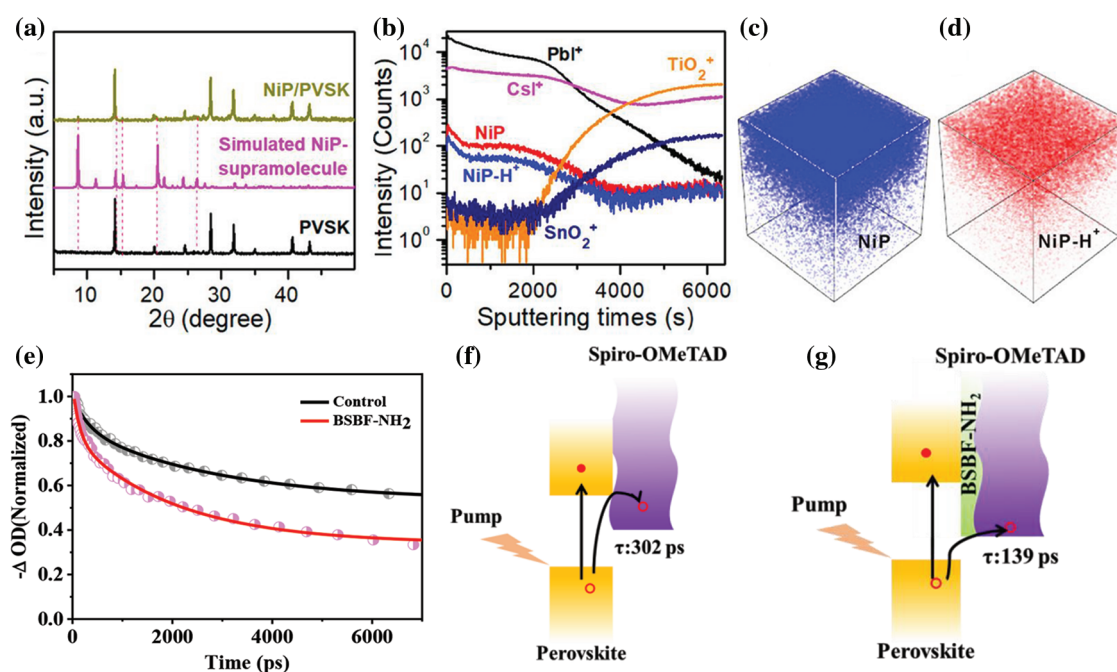 (a)
Intensity (a.u.)
NiP/PVSK
Simulated NiP-
supramolecule
PVSK
10 20 30 40
2θ (degree)
(b)
Intensity (Counts)
10⁴
10³
10²
10¹
10⁰
PbI⁺
CsI⁺
TiO₂⁺
NiP
NiP-H⁺
SnO₂⁺
0 2000 4000 6000
Sputtering times (s)
(c)
NiP
(d)
NiP-H⁺
(e)
-Δ OD(Normalized)
1.0
0.8
0.6
0.4
0.2
Control
BSBF-NH₂
0 2000 4000 6000
Time (ps)
(f)
Spiro-OMeTAD
Pump
τ:302 ps
Perovskite
(g)
Spiro-OMeTAD
BSBF-NH₂
Pump
τ:139 ps
Perovskite